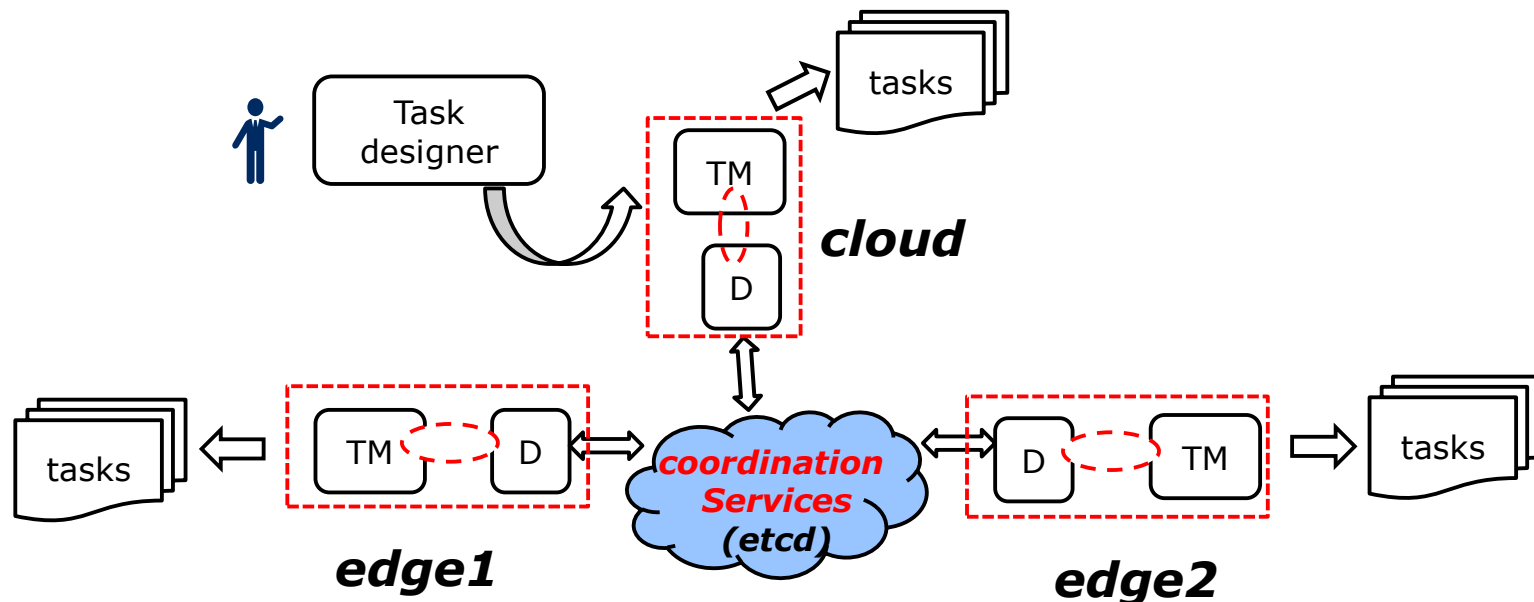 tasks
Task
designer
TM
cloud
D
tasks
TM
D
coordination
Services
(etcd)
D
TM
tasks
edge1
edge2